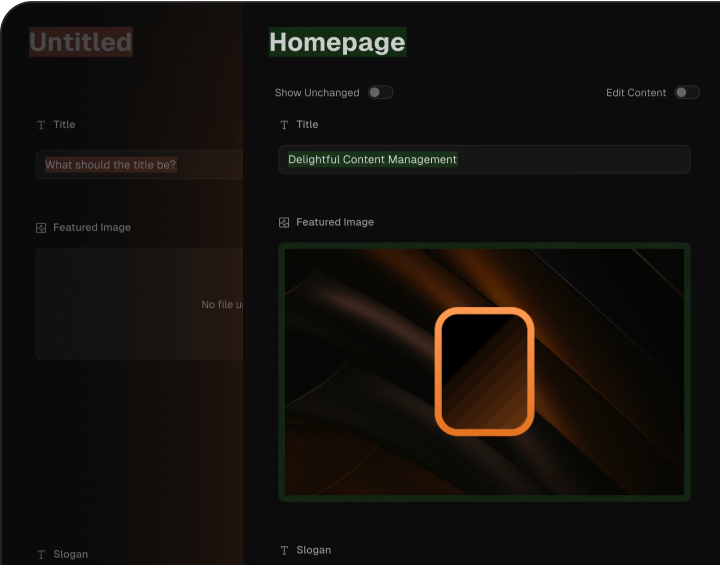 Untitled
Title
What should the title be?
Featured Image
No file
Slogan
Homepage
Show Unchanged
Edit Content
Title
Delightful Content Management
Featured Image
Slogan